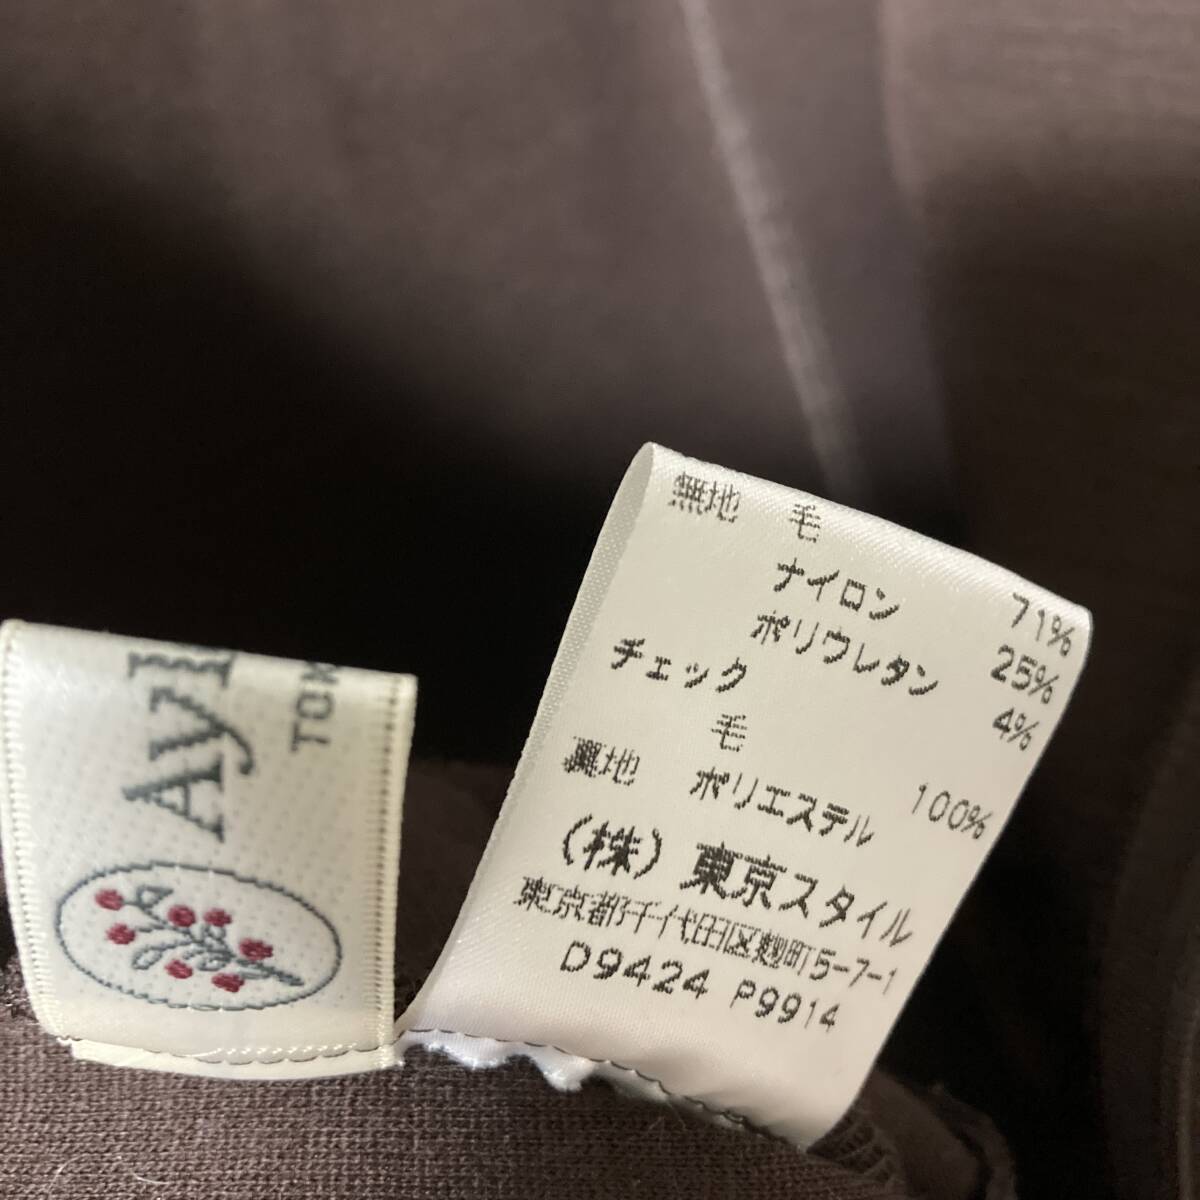 無地 毛 71%
ナイロン 25%
ポリウレタン 4%
チェック
毛 100%
裏地 ポリエステル
(株) 東京スタイル
東京都千代田区麹町5-7-1
D9424 P9914
Ayl
TOK